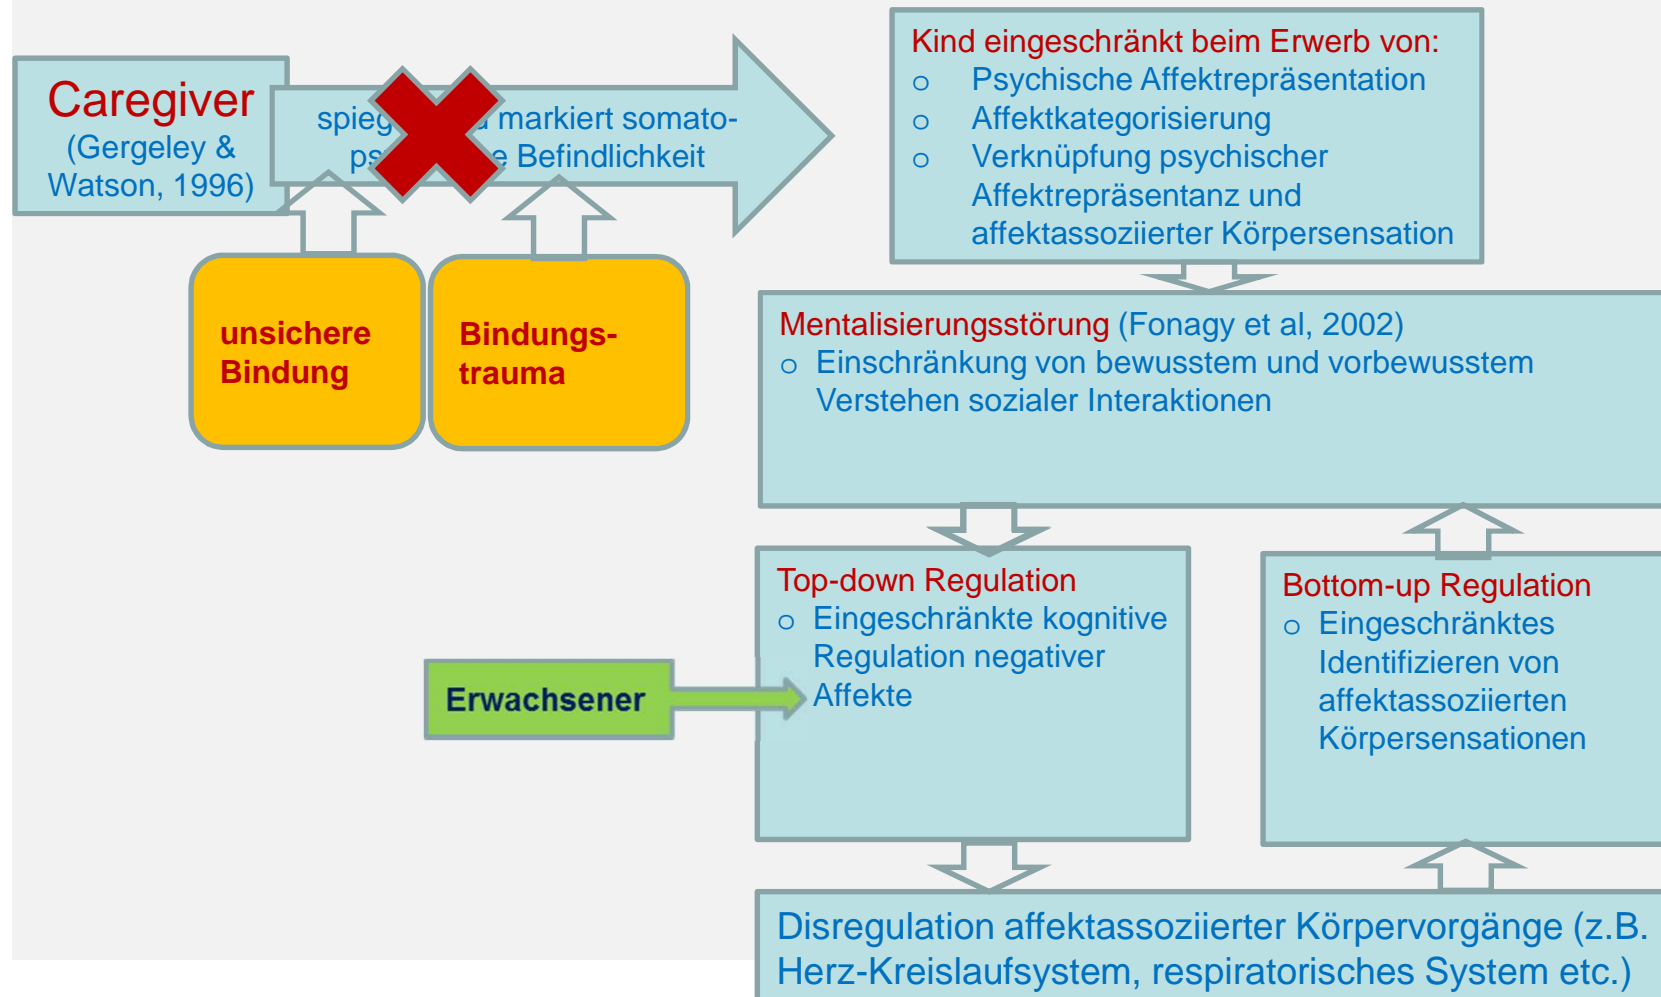 Caregiver
(Gergeley &
Watson, 1996)
markiert somato-
Befindlichkeit
unsichere
Bindung
Bindungs-
trauma
Kind eingeschränkt beim Erwerb von:
o Psychische Affektrepräsentation
o Affektkategorisierung
o Verknüpfung psychischer
Affektrepräsentanz und
affektassoziierter Körpersensation
Mentalisierungsstörung (Fonagy et al, 2002)
o Einschränkung von bewusstem und vorbewusstem
Verstehen sozialer Interaktionen
Top-down Regulation
o Eingeschränkte kognitive
Regulation negativer
Affekte
Erwachsener
Bottom-up Regulation
o Eingeschränktes
Identifizieren von
affektassoziierten
Körpersensationen
Disregulation affektassoziierter Körpervorgänge (z.B.
Herz-Kreislaufsystem, respiratorisches System etc.)